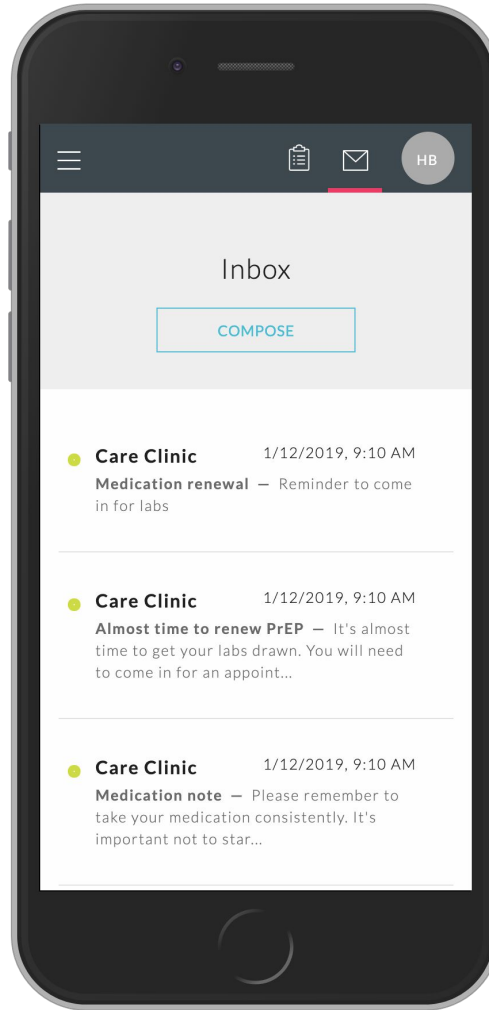 HB
Inbox
COMPOSE
Care Clinic 1/12/2019, 9:10 AM
Medication renewal — Reminder to come
in for labs
Care Clinic 1/12/2019, 9:10 AM
Almost time to renew PrEP — It's almost
time to get your labs drawn. You will need
to come in for an appoint...
Care Clinic 1/12/2019, 9:10 AM
Medication note — Please remember to
take your medication consistently. It's
important not to star...